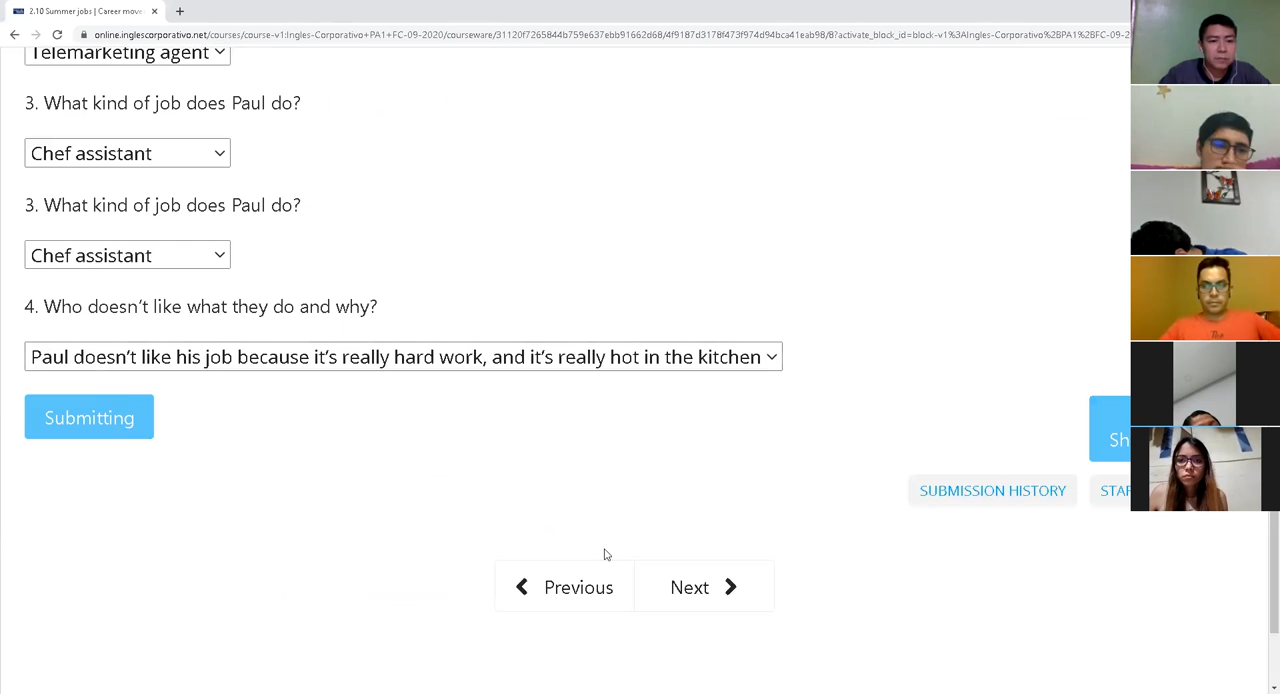 2.10 Summer jobs | Career move
online.inglescorporativo.net/courses/course-v1:Ingles-Corporativo+PA1+FC-09-2020/courseware/31120f7265844b759e637ebb91662d68/4f9187d3178f473f974d94bca41eab98/8?activate_block_id=block-v1%3AIngles-Corporativo%2BPA1%2BFC-09-2
Telemarketing agent
3. What kind of job does Paul do?
Chef assistant
3. What kind of job does Paul do?
Chef assistant
4. Who doesn’t like what they do and why?
Paul doesn’t like his job because it’s really hard work, and it’s really hot in the kitchen
Submitting
Sh
SUBMISSION HISTORY
STAF
Previous
Next